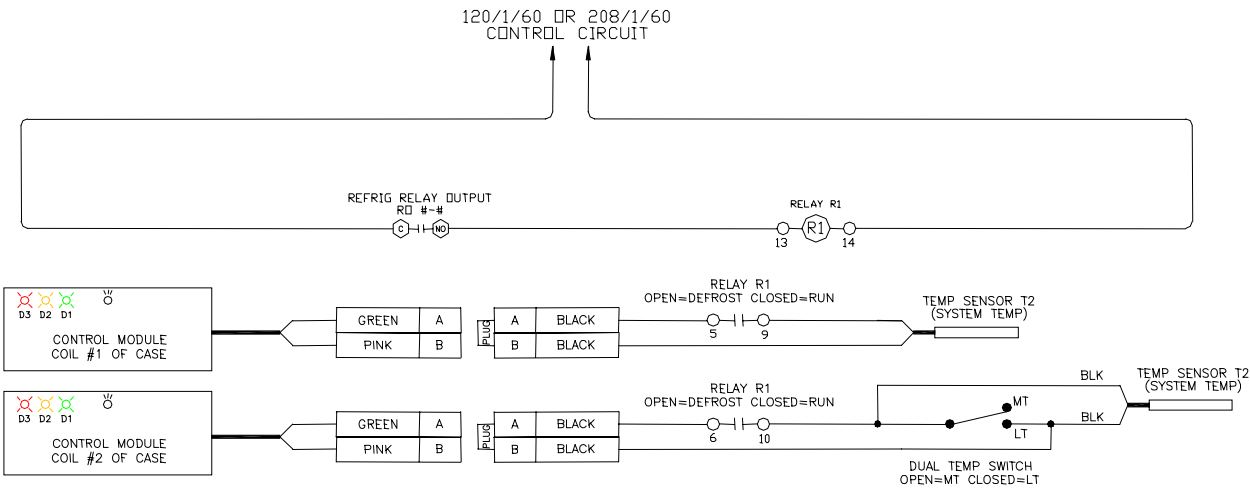 120/1/60 OR 208/1/60
CONTROL CIRCUIT
REFRIG RELAY OUTPUT
RO #-#
C
NO
RELAY R1
R1
13
14
D3 D2 D1
CONTROL MODULE
COIL #1 OF CASE
GREEN A
PINK B
PLUG
A BLACK
B BLACK
RELAY R1
OPEN=DEFROST CLOSED=RUN
5
9
TEMP SENSOR T2
(SYSTEM TEMP)
D3 D2 D1
CONTROL MODULE
COIL #2 OF CASE
GREEN A
PINK B
PLUG
A BLACK
B BLACK
RELAY R1
OPEN=DEFROST CLOSED=RUN
6
10
BLK
MT
LT
BLK
TEMP SENSOR T2
(SYSTEM TEMP)
DUAL TEMP SWITCH
OPEN=MT CLOSED=LT